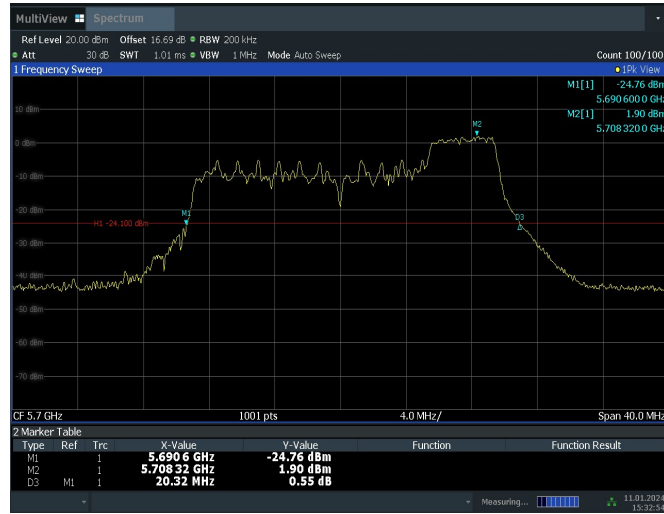 MultiView Spectrum
Ref Level 20.00 dBm Offset 16.69 dB RBW 200 kHz
Att 30 dB SWT 1.01 ms VBW 1 MHz Mode Auto Sweep Count 100/100
1 Frequency Sweep 1Pk View
M1[1] -24.76 dBm
5.690 600 0 GHz
M2[1] 1.90 dBm
5.708 320 0 GHz
10 dBm
M2
0 dBm
-10 dBm
-20 dBm
M1
D3
H1 -24.100 dBm
-30 dBm
-40 dBm
-50 dBm
-60 dBm
-70 dBm
CF 5.7 GHz 1001 pts 4.0 MHz/ Span 40.0 MHz
2 Marker Table
Type Ref Trc X-Value Y-Value Function Function Result
M1 1 5.690 6 GHz -24.76 dBm
M2 1 5.708 32 GHz 1.90 dBm
D3 M1 1 20.32 MHz 0.55 dB
Measuring... 11.01.2024
15:32:54